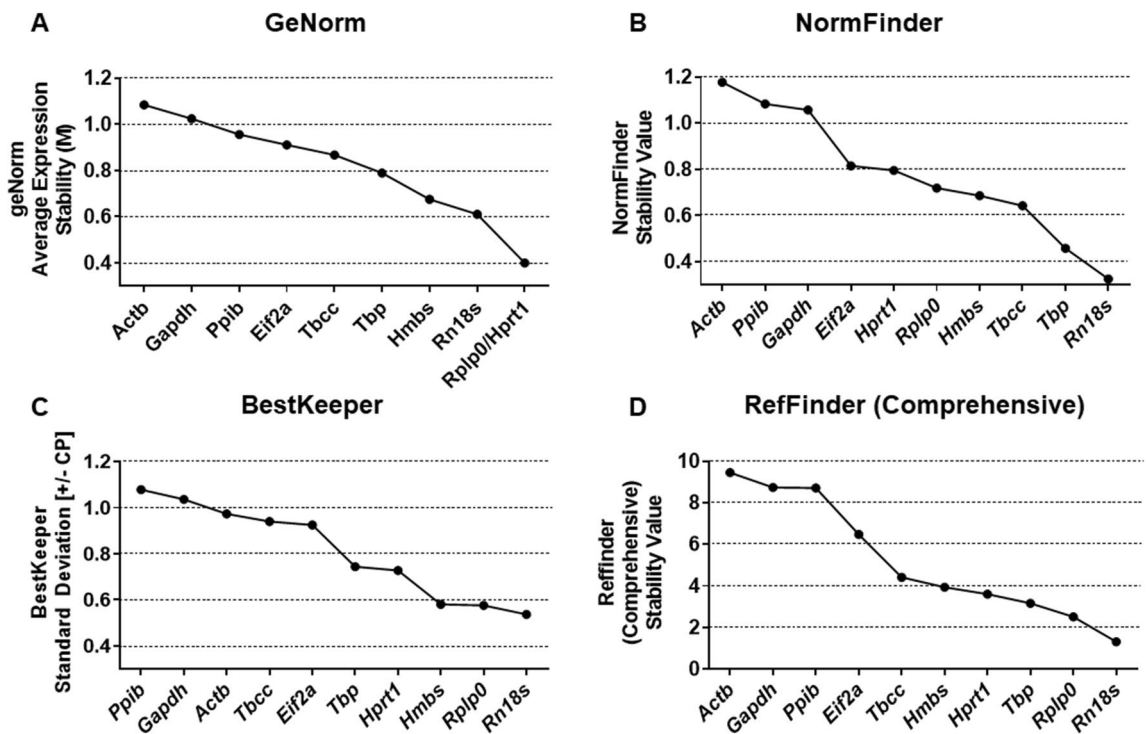 A
GeNorm
geNorm
Average Expression
Stability (M)
1.2
1.0
0.8
0.6
0.4
Actb
Gapdh
Ppib
Eif2a
Tbcc
Tbp
Hmbs
Rn18s
Rplp0/Hprt1
B
NormFinder
NormFinder
Stability Value
1.2
1.0
0.8
0.6
0.4
Actb
Ppib
Gapdh
Eif2a
Hprt1
Rplp0
Hmbs
Tbcc
Tbp
Rn18s
C
BestKeeper
BestKeeper
Standard Deviation [+/- CP]
1.2
1.0
0.8
0.6
0.4
Ppib
Gapdh
Actb
Tbcc
Eif2a
Tbp
Hprt1
Hmbs
Rplp0
Rn18s
D
RefFinder (Comprehensive)
Reffinder
(Comprehensive)
Stability Value
10
8
6
4
2
0
Actb
Gapdh
Ppib
Eif2a
Tbcc
Hmbs
Hprt1
Tbp
Rplp0
Rn18s